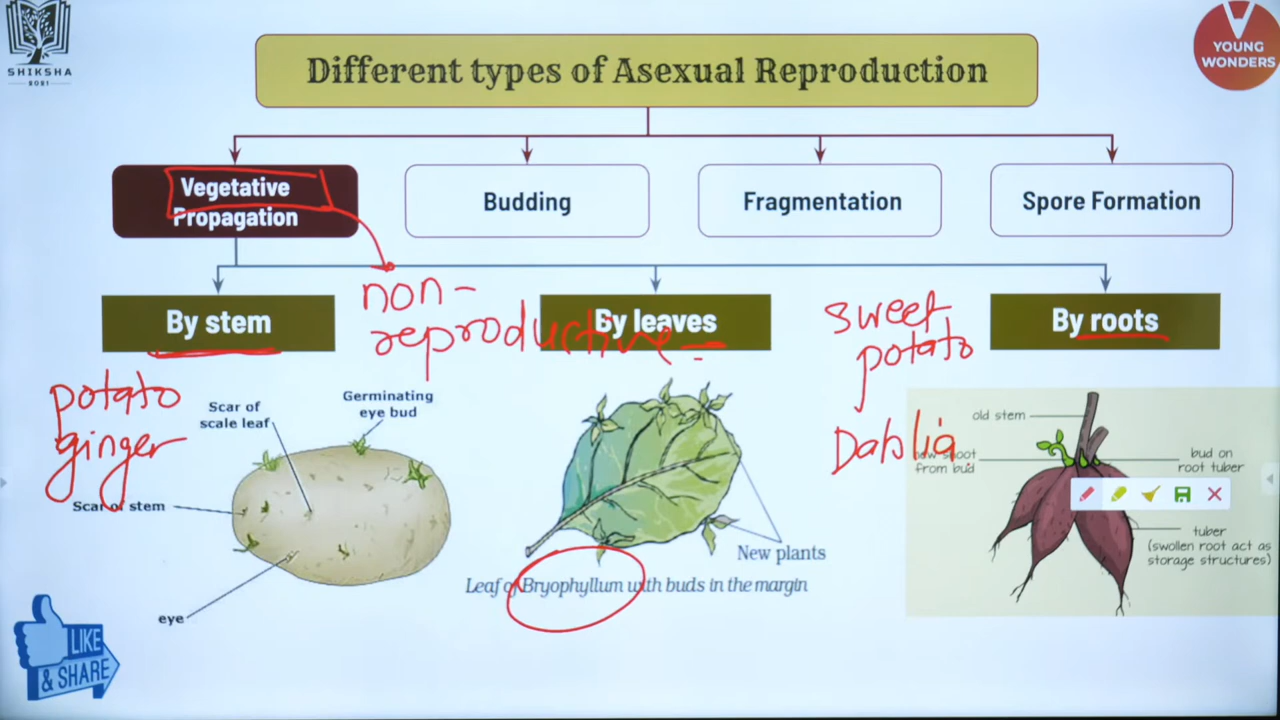 SHIKSHA
YOUNG
WONDERS
Different types of Asexual Reproduction
Vegetative
Propagation
Budding
Fragmentation
Spore Formation
non-
reproductive
By stem
By leaves
By roots
potato
ginger
sweet
potato
Dahlia
Scar of
scale leaf
Germinating
eye bud
Scar of stem
eye
New plants
Leaf of Bryophyllum with buds in the margin
old stem
new shoot
from bud
bud on
root tuber
tuber
(swollen root act as
storage structures)
LIKE
& SHARE